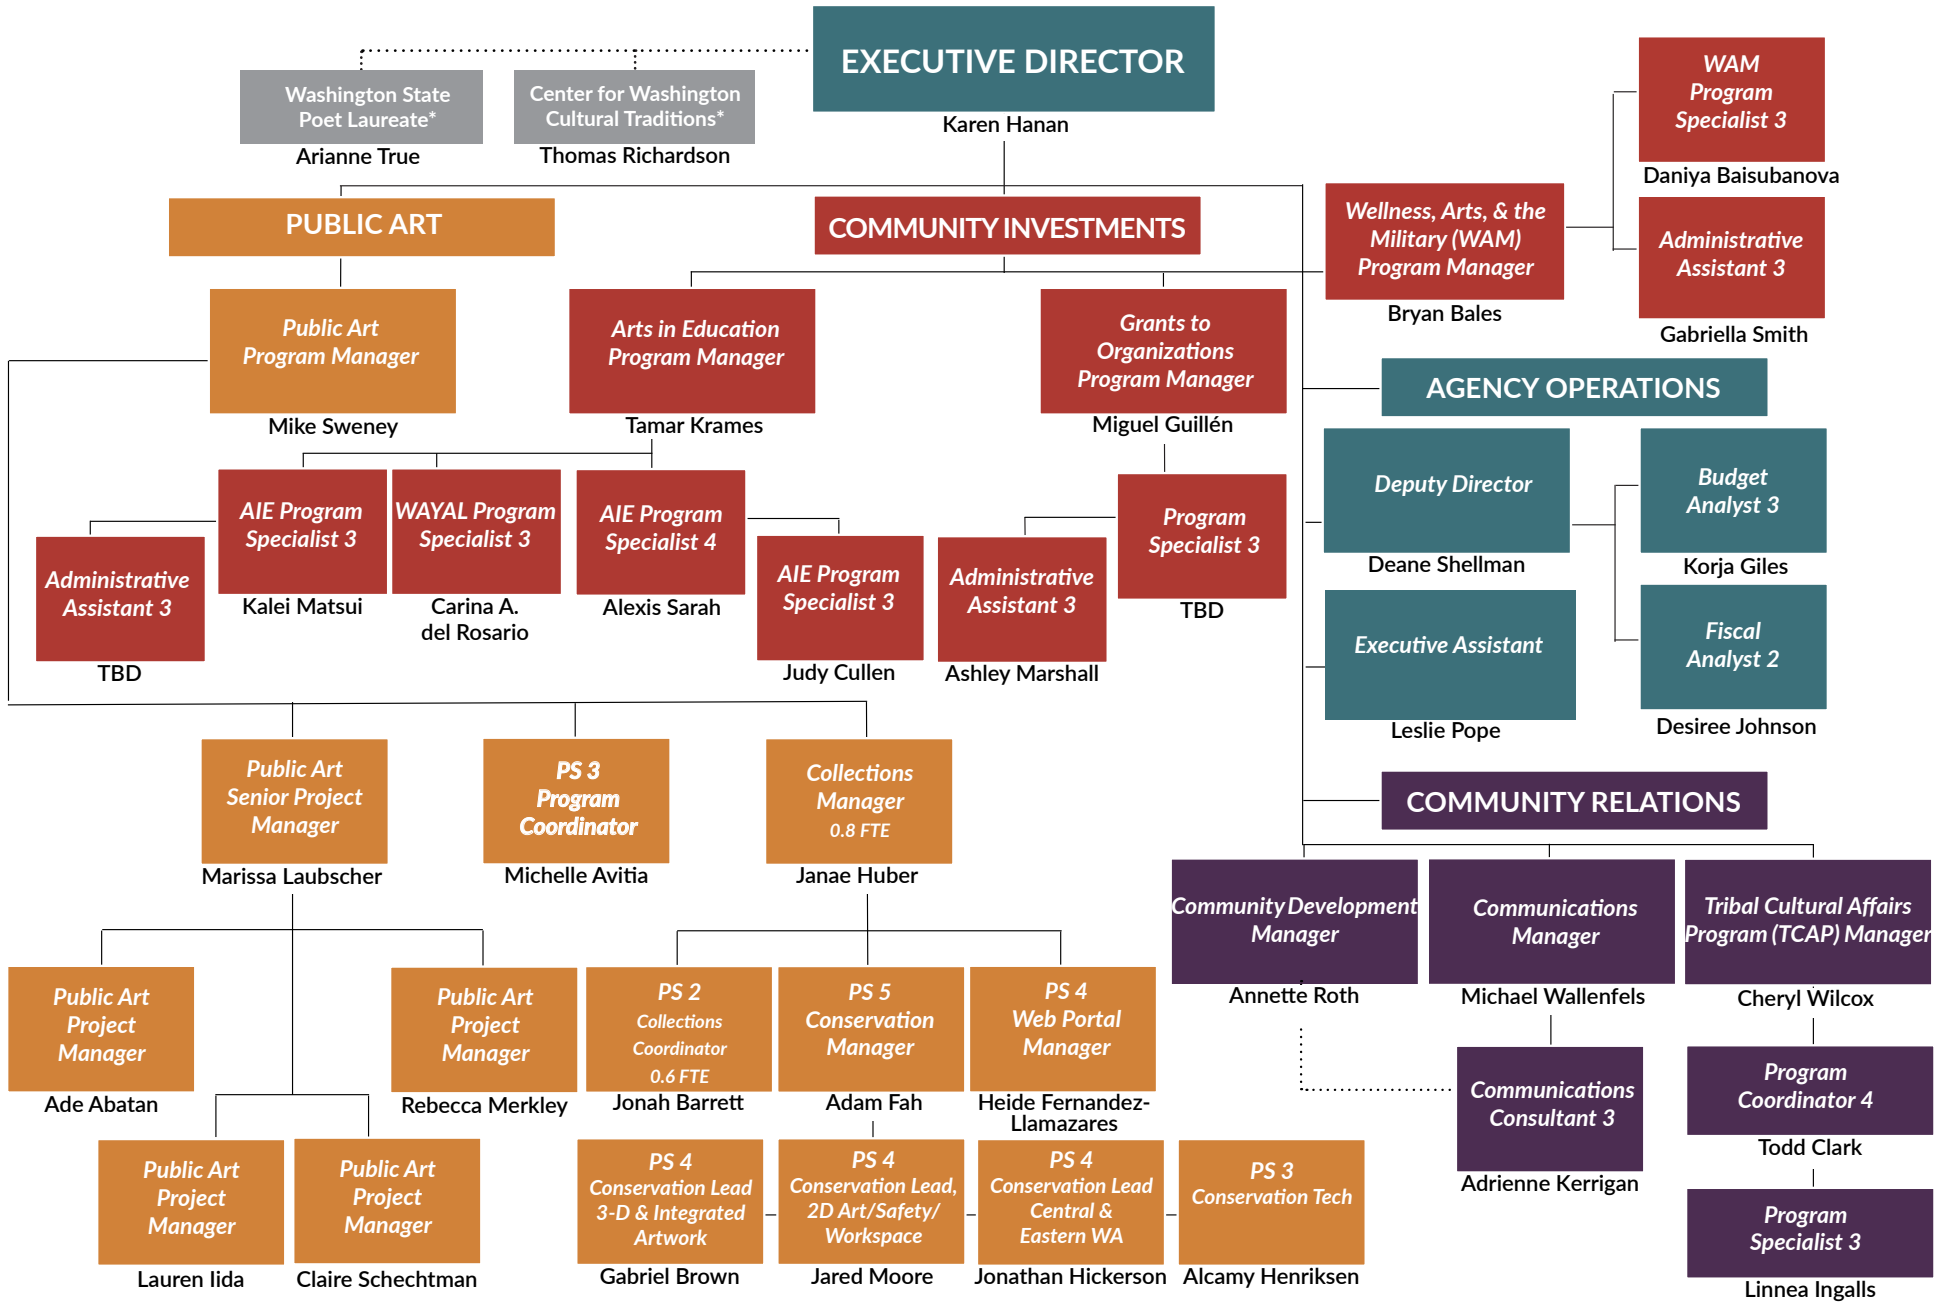 EXECUTIVE DIRECTOR
Karen Hanan
Washington State
Poet Laureate*
Arianne True
Center for Washington
Cultural Traditions*
Thomas Richardson
PUBLIC ART
COMMUNITY INVESTMENTS
Wellness, Arts, & the
Military (WAM)
Program Manager
Bryan Bales
WAM
Program
Specialist 3
Daniya Baisubanova
Administrative
Assistant 3
Gabriella Smith
Public Art
Program Manager
Mike Sweney
Arts in Education
Program Manager
Tamar Krames
Grants to
Organizations
Program Manager
Miguel Guillén
AGENCY OPERATIONS
Deputy Director
Deane Shellman
Budget
Analyst 3
Korja Giles
Executive Assistant
Leslie Pope
Fiscal
Analyst 2
Desiree Johnson
Administrative
Assistant 3
TBD
AIE Program
Specialist 3
Kalei Matsui
WAYAL Program
Specialist 3
Carina A.
del Rosario
AIE Program
Specialist 4
Alexis Sarah
AIE Program
Specialist 3
Judy Cullen
Administrative
Assistant 3
Ashley Marshall
Program
Specialist 3
TBD
Public Art
Senior Project
Manager
Marissa Laubscher
PS 3
Program
Coordinator
Michelle Avitia
Collections
Manager
0.8 FTE
Janae Huber
COMMUNITY RELATIONS
Community Development
Manager
Annette Roth
Communications
Manager
Michael Wallenfels
Tribal Cultural Affairs
Program (TCAP) Manager
Cheryl Wilcox
Public Art
Project
Manager
Ade Abatan
Public Art
Project
Manager
Rebecca Merkley
PS 2
Collections
Coordinator
0.6 FTE
Jonah Barrett
PS 5
Conservation
Manager
Adam Fah
PS 4
Web Portal
Manager
Heide Fernandez-
Llamazares
Communications
Consultant 3
Adrienne Kerrigan
Program
Coordinator 4
Todd Clark
Public Art
Project
Manager
Lauren Iida
Public Art
Project
Manager
Claire Schechtman
PS 4
Conservation Lead
3-D & Integrated
Artwork
Gabriel Brown
PS 4
Conservation Lead,
2D Art/Safety/
Workspace
Jared Moore
PS 4
Conservation Lead
Central &
Eastern WA
Jonathan Hickerson
PS 3
Conservation Tech
Alcamy Henriksen
Program
Specialist 3
Linnea Ingalls